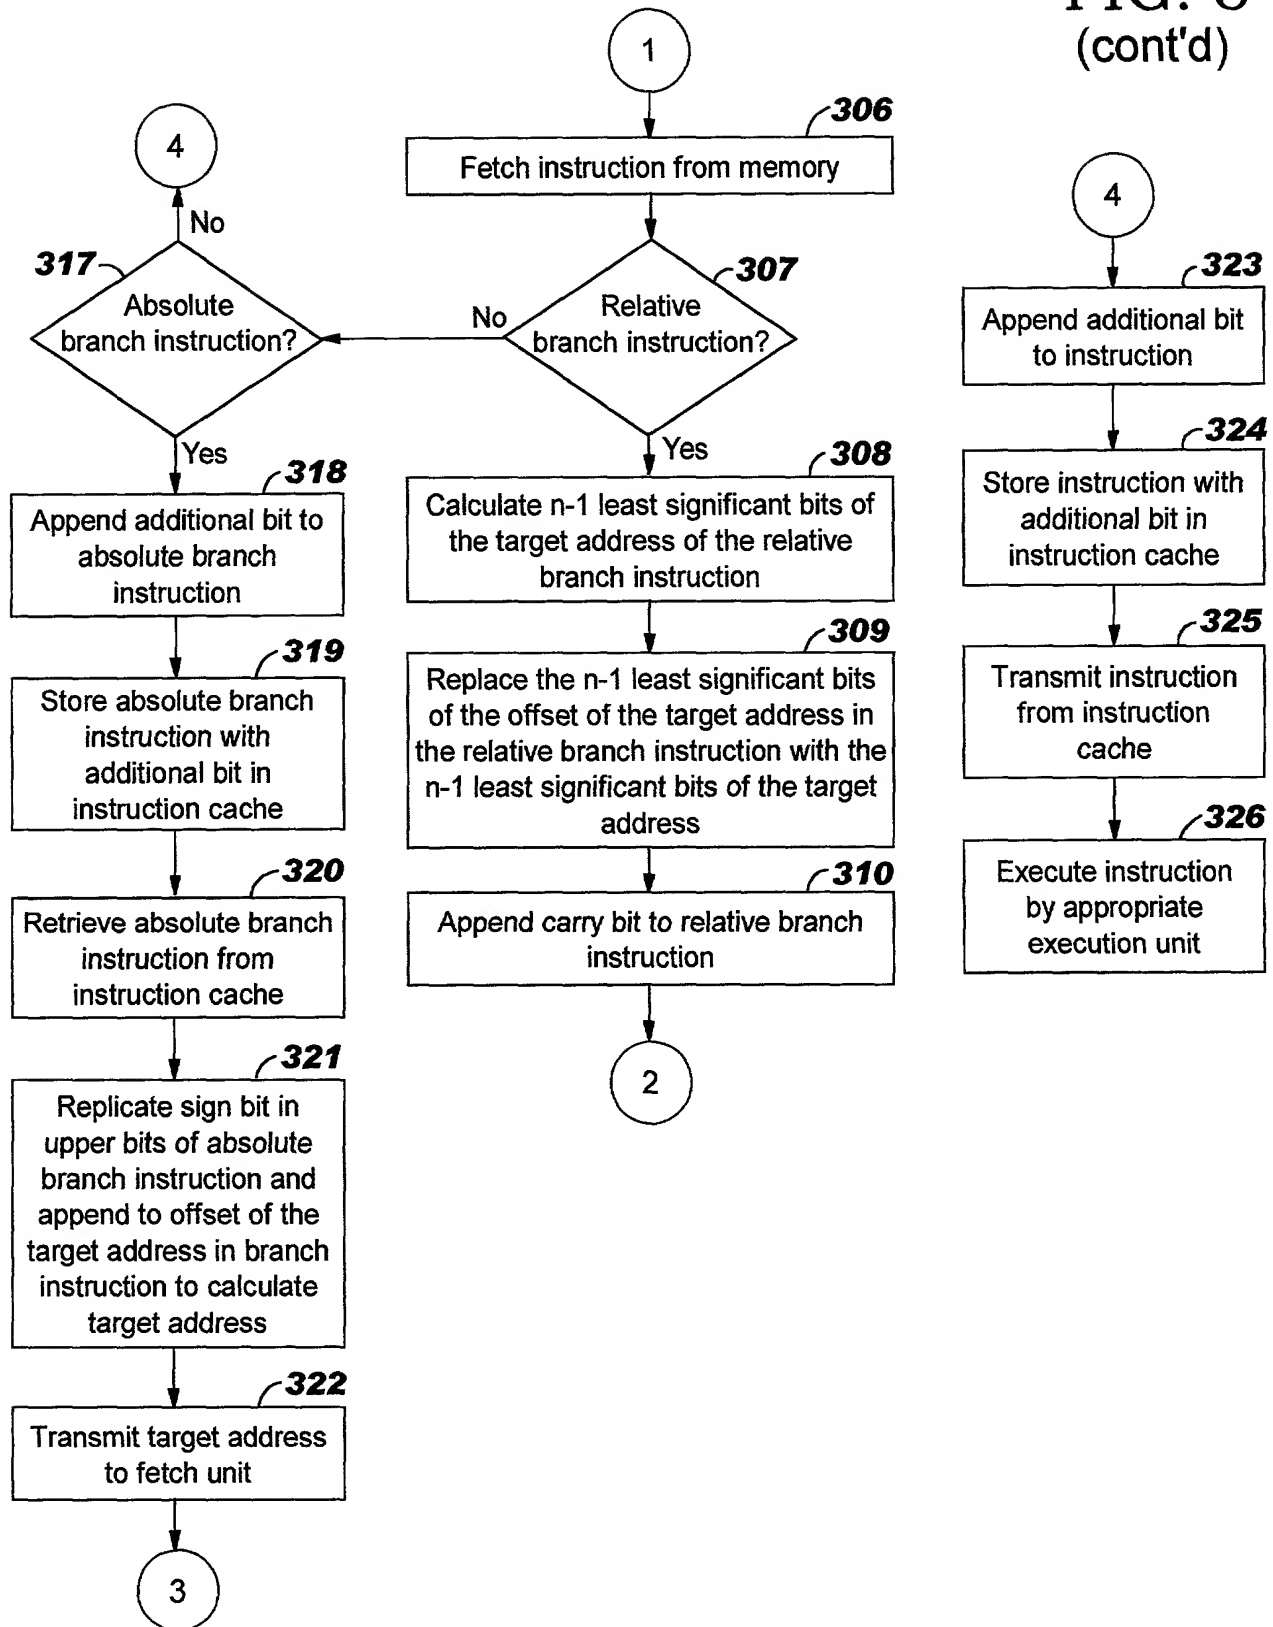 (cont'd)
1
306
Fetch instruction from memory
307
Relative
branch instruction?
No
Yes
308
Calculate n-1 least significant bits of
the target address of the relative
branch instruction
309
Replace the n-1 least significant bits
of the offset of the target address in
the relative branch instruction with the
n-1 least significant bits of the target
address
310
Append carry bit to relative branch
instruction
2
4
No
317
Absolute
branch instruction?
Yes
318
Append additional bit to
absolute branch
instruction
319
Store absolute branch
instruction with
additional bit in
instruction cache
320
Retrieve absolute branch
instruction from
instruction cache
321
Replicate sign bit in
upper bits of absolute
branch instruction and
append to offset of the
target address in branch
instruction to calculate
target address
322
Transmit target address
to fetch unit
3
4
323
Append additional bit
to instruction
324
Store instruction with
additional bit in
instruction cache
325
Transmit instruction
from instruction
cache
326
Execute instruction
by appropriate
execution unit